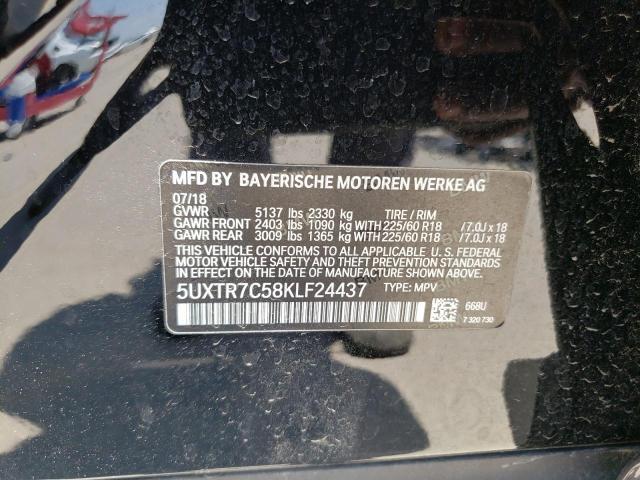 MFD BY BAYERISCHE MOTOREN WERKE AG
07/18
GVWR 5137 lbs 2330 kg TIRE / RIM
GAWR FRONT 2403 lbs 1090 kg WITH 225/60 R18 / 7.0J x 18
GAWR REAR 3009 lbs 1365 kg WITH 225/60 R18 / 7.0J x 18
THIS VEHICLE CONFORMS TO ALL APPLICABLE U.S. FEDERAL
MOTOR VEHICLE SAFETY STANDARDS IN
EFFECT ON THE DATE OF MANUFACTURE SHOWN ABOVE.
5UXTR7C58KLF24437 TYPE: MPV
668U
7 320 730